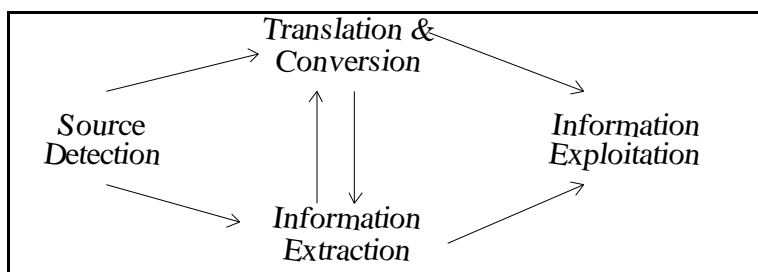 Translation &
Conversion
Source
Detection
Information
Exploitation
Information
Extraction